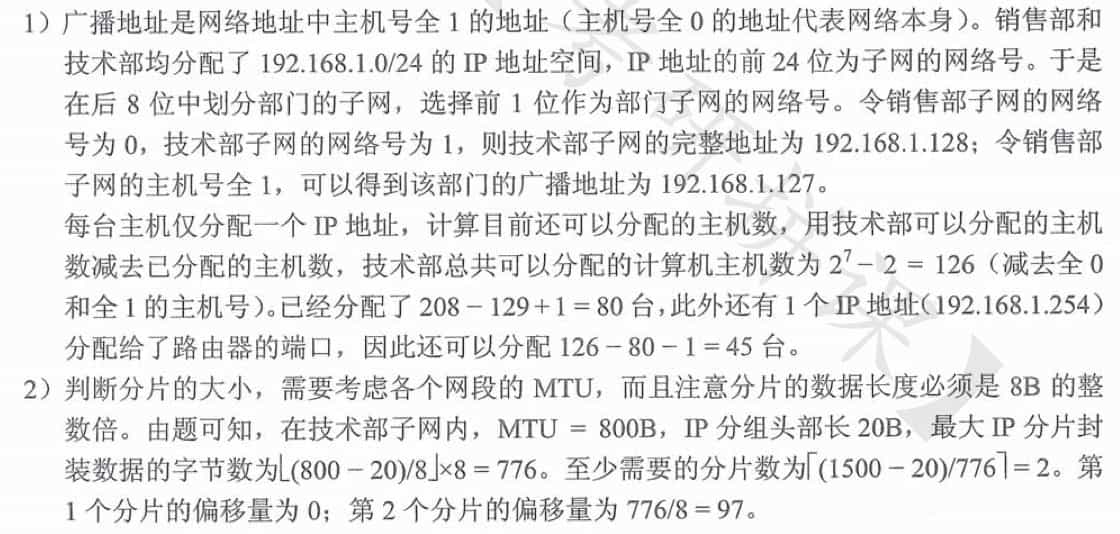 1）广播地址是网络地址中主机号全 1 的地址（主机号全 0 的地址代表网络本身）。销售部和
技术部均分配了 192.168.1.0/24 的 IP 地址空间，IP 地址的前 24 位为子网的网络号。于是
在后 8 位中划分部门的子网，选择前 1 位作为部门子网的网络号。令销售部子网的网络
号为 0，技术部子网的网络号为 1，则技术部子网的完整地址为 192.168.1.128；令销售部
子网的主机号全 1，可以得到该部门的广播地址为 192.168.1.127。
每台主机仅分配一个 IP 地址，计算目前还可以分配的主机数，用技术部可以分配的主机
数减去已分配的主机数，技术部总共可以分配的计算机主机数为 2⁷ − 2 = 126（减去全 0
和全 1 的主机号）。已经分配了 208 − 129 + 1 = 80 台，此外还有 1 个 IP 地址（192.168.1.254）
分配给了路由器的端口，因此还可以分配 126 − 80 − 1 = 45 台。
2）判断分片的大小，需要考虑各个网段的 MTU，而且注意分片的数据长度必须是 8B 的整
数倍。由题可知，在技术部子网内，MTU = 800B，IP 分组头部长 20B，最大 IP 分片封
装数据的字节数为⌊(800 − 20)/8⌋×8 = 776。至少需要的分片数为⌈(1500 − 20)/776⌉ = 2。第
1 个分片的偏移量为 0；第 2 个分片的偏移量为 776/8 = 97。